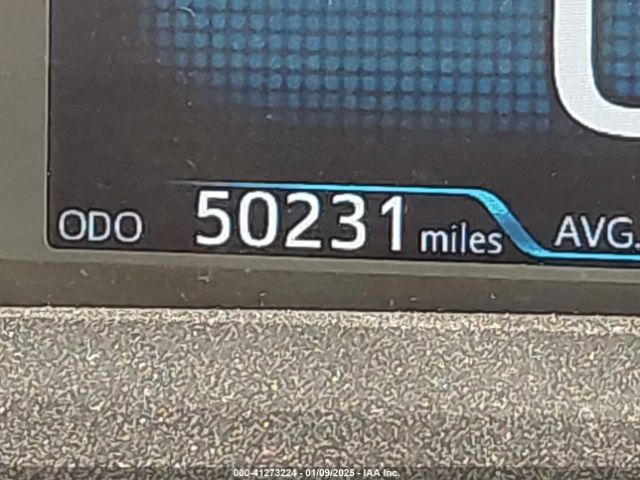 ODO 50231 miles AVG.
000-41273224 - 01/09/2025 - IAA Inc.